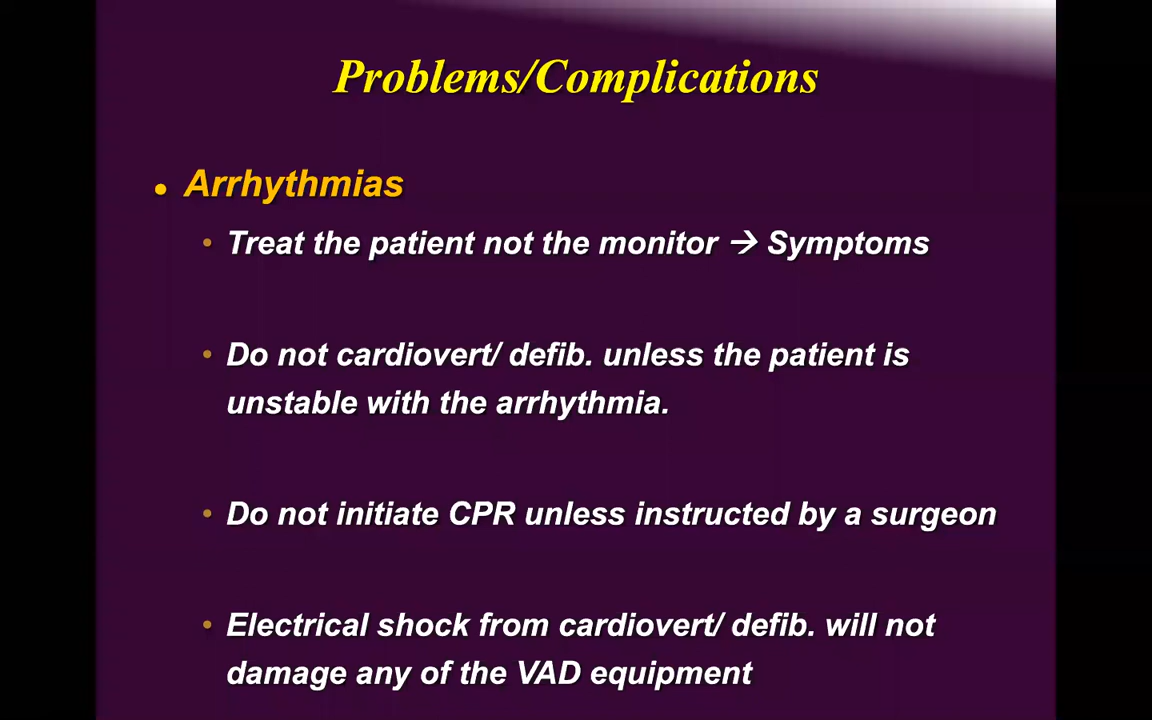 Problems/Complications
• Arrhythmias
• Treat the patient not the monitor → Symptoms
• Do not cardiovert/ defib. unless the patient is
unstable with the arrhythmia.
• Do not initiate CPR unless instructed by a surgeon
• Electrical shock from cardiovert/ defib. will not
damage any of the VAD equipment